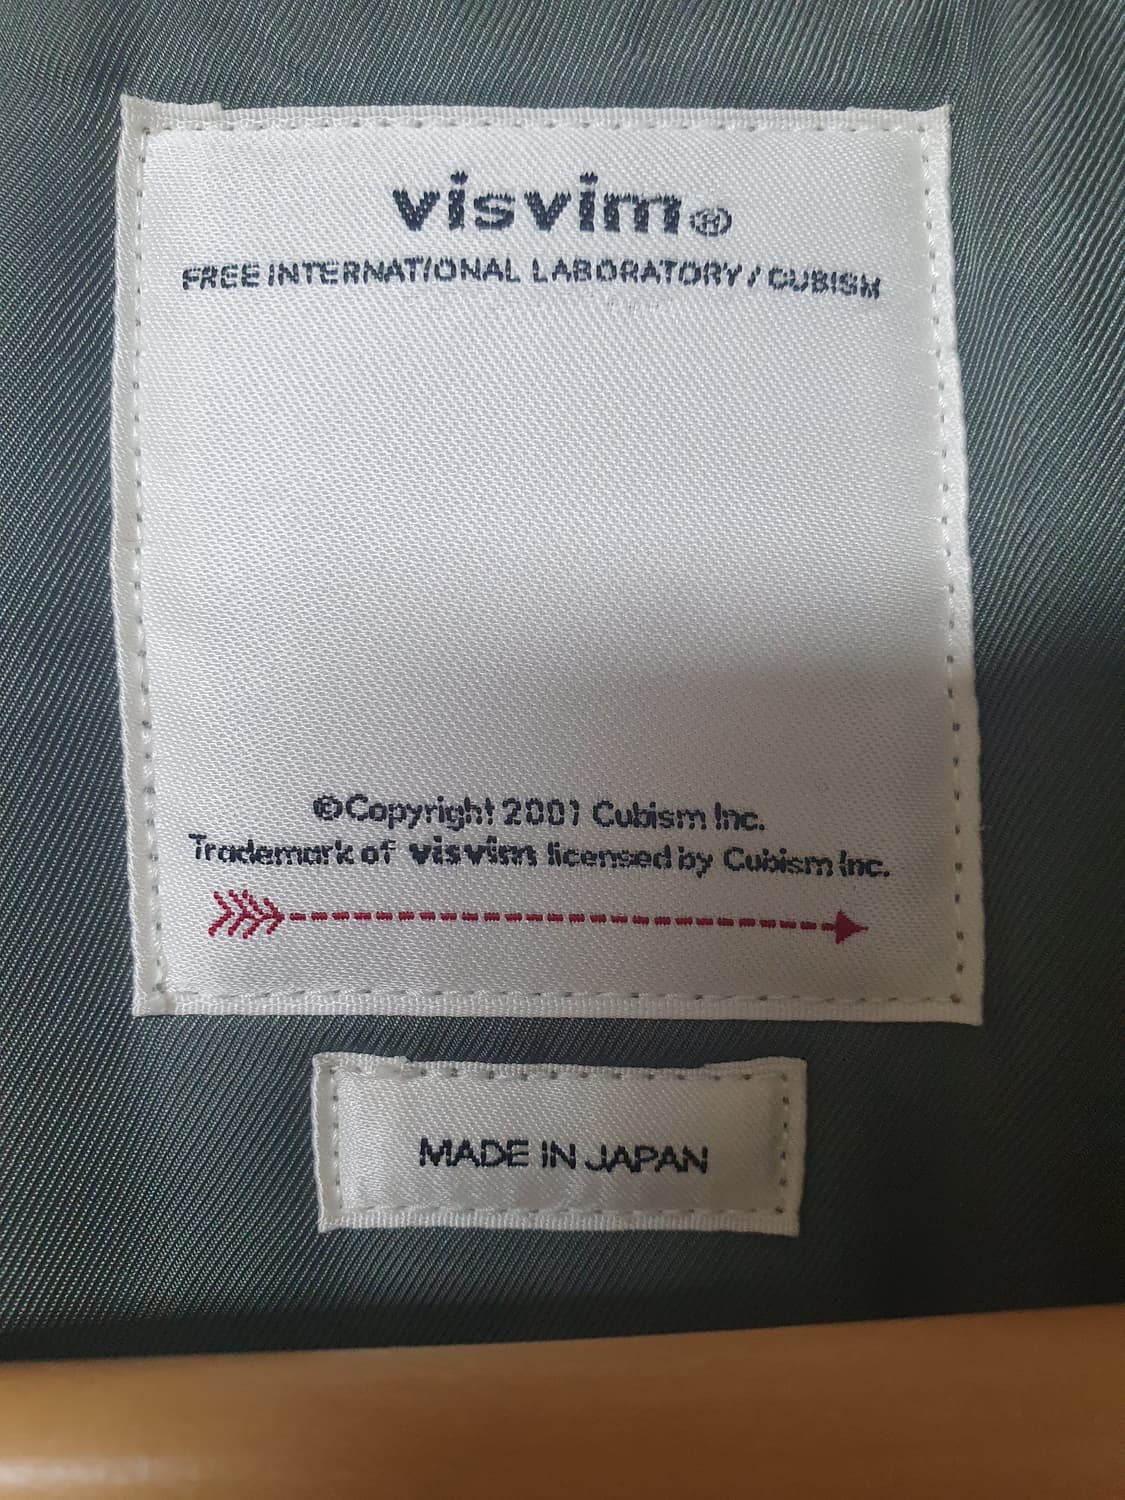 visvim®
FREE INTERNATIONAL LABORATORY / CUBISM
©Copyright 2001 Cubism Inc.
Trademark of visvim licensed by Cubism Inc.
MADE IN JAPAN